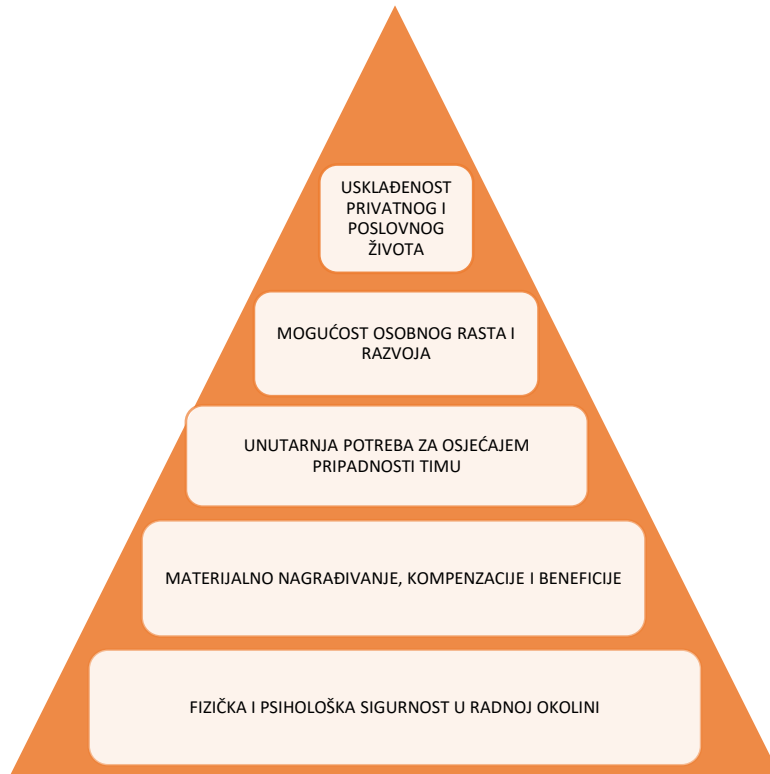 USKLAĐENOST
PRIVATNOG I
POSLOVNOG
ŽIVOTA
MOGUĆOST OSOBNOG RASTA I
RAZVOJA
UNUTARNJA POTREBA ZA OSJEĆAJEM
PRIPADNOSTI TIMU
MATERIJALNO NAGRAĐIVANJE, KOMPENZACIJE I BENEFICIJE
FIZIČKA I PSIHOLOŠKA SIGURNOST U RADNOJ OKOLINI